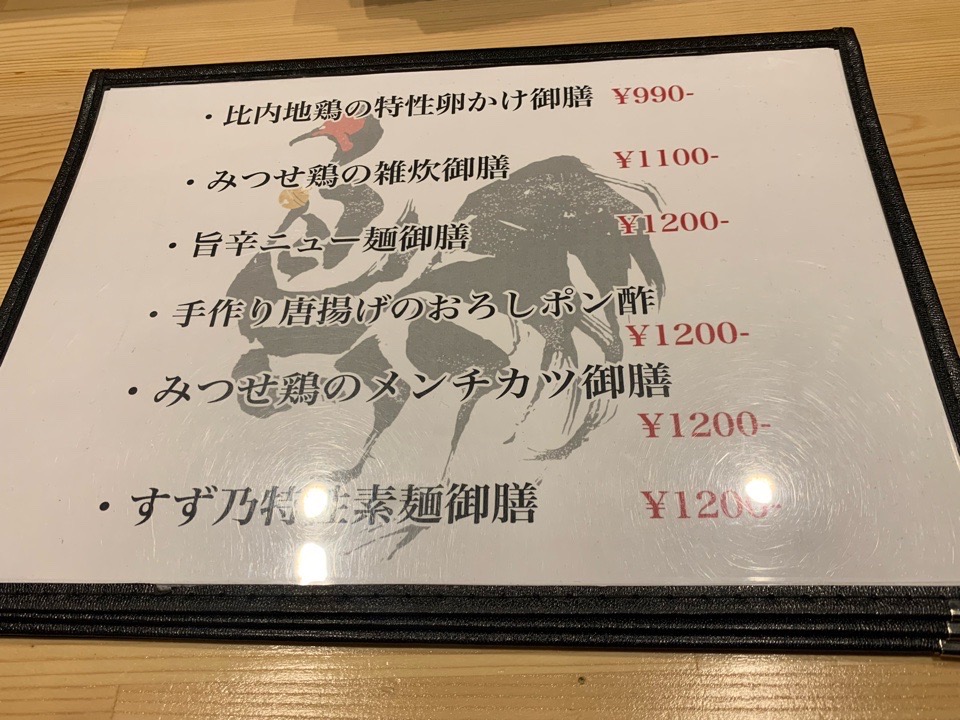 ・比内地鶏の特性卵かけ御膳 ¥990-
・みつせ鶏の雑炊御膳 ¥1100-
・旨辛ニュー麺御膳 ¥1200-
・手作り唐揚げのおろしポン酢 ¥1200-
・みつせ鶏のメンチカツ御膳 ¥1200-
・すず乃特性素麺御膳 ¥1200-